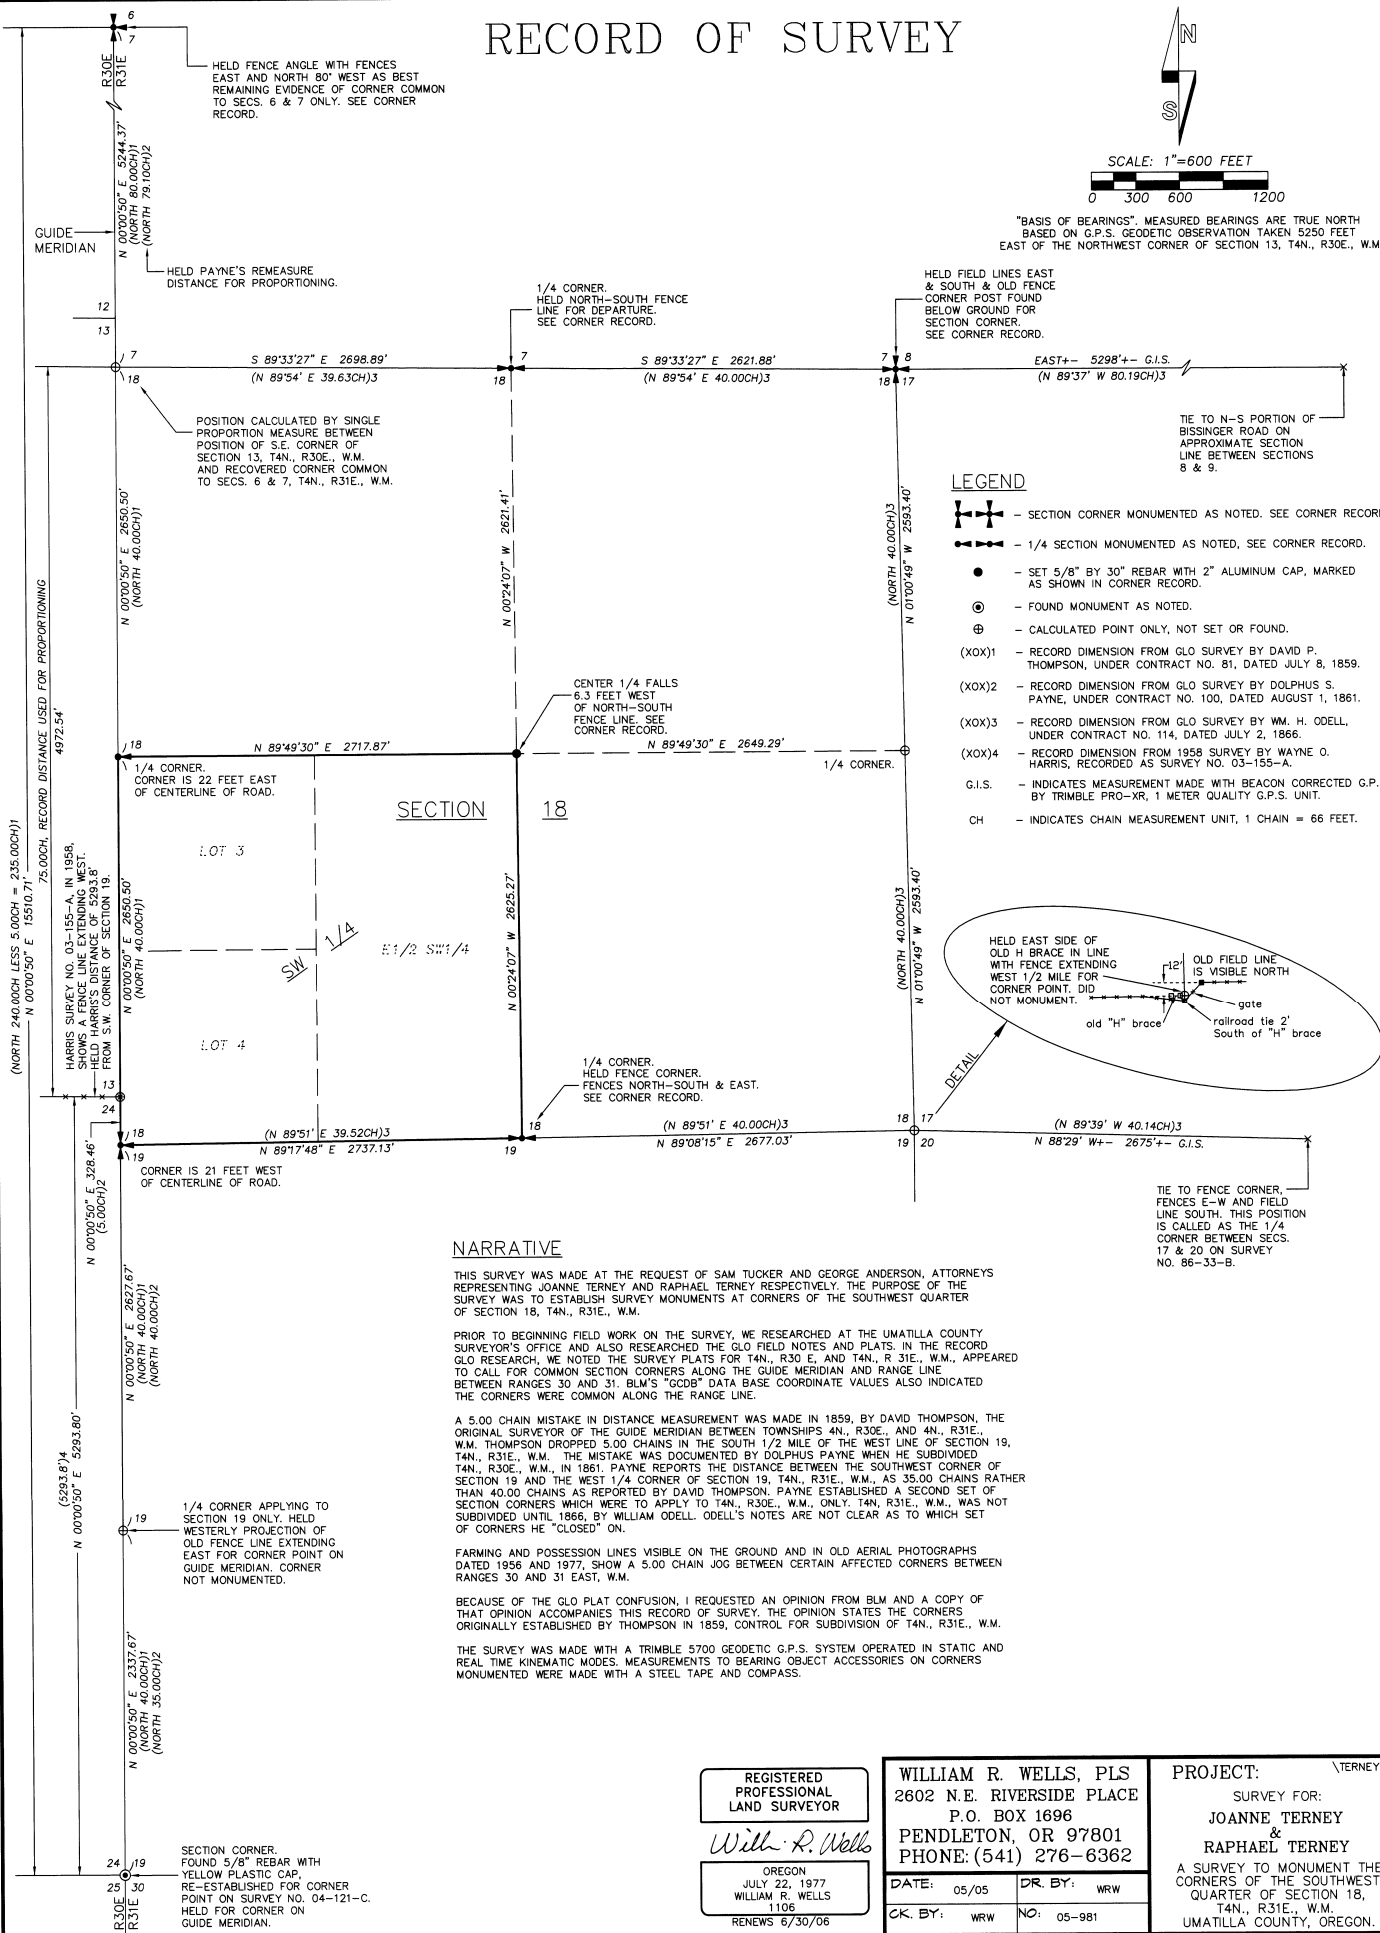 RECORD OF SURVEY
N
S
SCALE: 1"=600 FEET
0 300 600 1200
"BASIS OF BEARINGS". MEASURED BEARINGS ARE TRUE NORTH
BASED ON G.P.S. GEODETIC OBSERVATION TAKEN 5250 FEET
EAST OF THE NORTHWEST CORNER OF SECTION 13, T4N., R30E., W.M
6
7
R30E
R31E
HELD FENCE ANGLE WITH FENCES
EAST AND NORTH 80° WEST AS BEST
REMAINING EVIDENCE OF CORNER COMMON
TO SECS. 6 & 7 ONLY. SEE CORNER
RECORD.
N 00°00'50" E 5244.37'
(NORTH 80.00CH)1
(NORTH 79.10CH)2
GUIDE
MERIDIAN
HELD PAYNE'S REMEASURE
DISTANCE FOR PROPORTIONING.
12
13
1/4 CORNER.
HELD NORTH-SOUTH FENCE
LINE FOR DEPARTURE.
SEE CORNER RECORD.
HELD FIELD LINES EAST
& SOUTH & OLD FENCE
CORNER POST FOUND
BELOW GROUND FOR
SECTION CORNER.
SEE CORNER RECORD.
7
18
S 89°33'27" E 2698.89'
(N 89°54' E 39.63CH)3
7
18
S 89°33'27" E 2621.88'
(N 89°54' E 40.00CH)3
7 8
18 17
EAST+- 5298'+- G.I.S.
(N 89°37' W 80.19CH)3
POSITION CALCULATED BY SINGLE
PROPORTION MEASURE BETWEEN
POSITION OF S.E. CORNER OF
SECTION 13, T4N., R30E., W.M.
AND RECOVERED CORNER COMMON
TO SECS. 6 & 7, T4N., R31E., W.M.
TIE TO N-S PORTION OF
BISSINGER ROAD ON
APPROXIMATE SECTION
LINE BETWEEN SECTIONS
8 & 9.
N 00°00'50" E 2650.50'
(NORTH 40.00CH)1
N 00°24'07" W 2621.41'
(NORTH 40.00CH)3
N 01°00'49" W 2593.40'
LEGEND
- SECTION CORNER MONUMENTED AS NOTED. SEE CORNER RECOR
- 1/4 SECTION MONUMENTED AS NOTED, SEE CORNER RECORD.
- SET 5/8" BY 30" REBAR WITH 2" ALUMINUM CAP, MARKED
AS SHOWN IN CORNER RECORD.
- FOUND MONUMENT AS NOTED.
- CALCULATED POINT ONLY, NOT SET OR FOUND.
(XOX)1 - RECORD DIMENSION FROM GLO SURVEY BY DAVID P.
THOMPSON, UNDER CONTRACT NO. 81, DATED JULY 8, 1859.
(XOX)2 - RECORD DIMENSION FROM GLO SURVEY BY DOLPHUS S.
PAYNE, UNDER CONTRACT NO. 100, DATED AUGUST 1, 1861.
(XOX)3 - RECORD DIMENSION FROM GLO SURVEY BY WM. H. ODELL,
UNDER CONTRACT NO. 114, DATED JULY 2, 1866.
(XOX)4 - RECORD DIMENSION FROM 1958 SURVEY BY WAYNE O.
HARRIS, RECORDED AS SURVEY NO. 03-155-A.
G.I.S. - INDICATES MEASUREMENT MADE WITH BEACON CORRECTED G.P.
BY TRIMBLE PRO-XR, 1 METER QUALITY G.P.S. UNIT.
CH - INDICATES CHAIN MEASUREMENT UNIT, 1 CHAIN = 66 FEET.
(NORTH 240.00CH LESS 5.00CH = 235.00CH)1
N 00°00'50" E 15510.71'
75.00CH, RECORD DISTANCE USED FOR PROPORTIONING
4972.54'
CENTER 1/4 FALLS
6.3 FEET WEST
OF NORTH-SOUTH
FENCE LINE. SEE
CORNER RECORD.
18
N 89°49'30" E 2717.87'
N 89°49'30" E 2649.29'
1/4 CORNER.
CORNER IS 22 FEET EAST
OF CENTERLINE OF ROAD.
1/4 CORNER.
SECTION 18
LOT 3
SW 1/4
E1/2 SW1/4
LOT 4
HARRIS SURVEY NO. 03-155-A, IN 1958,
SHOWS A FENCE LINE EXTENDING WEST.
HELD HARRIS'S DISTANCE OF 5293.8'
FROM S.W. CORNER OF SECTION 19.
N 00°00'50" E 2650.50'
(NORTH 40.00CH)1
N 00°24'07" W 2625.27'
(NORTH 40.00CH)3
N 01°00'49" W 2593.40'
HELD EAST SIDE OF
OLD H BRACE IN LINE
WITH FENCE EXTENDING
WEST 1/2 MILE FOR
CORNER POINT. DID
NOT MONUMENT.
12'
OLD FIELD LINE
IS VISIBLE NORTH
gate
old "H" brace
railroad tie 2'
South of "H" brace
DETAIL
1/4 CORNER.
HELD FENCE CORNER.
FENCES NORTH-SOUTH & EAST.
SEE CORNER RECORD.
13
24
18
19
(N 89°51' E 39.52CH)3
N 89°17'48" E 2737.13'
18
19
(N 89°51' E 40.00CH)3
N 89°08'15" E 2677.03'
18 17
19 20
(N 89°39' W 40.14CH)3
N 88°29' W+- 2675'+- G.I.S.
CORNER IS 21 FEET WEST
OF CENTERLINE OF ROAD.
N 00°00'50" E 328.46'
(5.00CH)2
TIE TO FENCE CORNER,
FENCES E-W AND FIELD
LINE SOUTH. THIS POSITION
IS CALLED AS THE 1/4
CORNER BETWEEN SECS.
17 & 20 ON SURVEY
NO. 86-33-B.
N 00°00'50" E 2627.67'
(NORTH 40.00CH)1
(NORTH 40.00CH)2
(5293.8')4
N 00°00'50" E 5293.80'
NARRATIVE
THIS SURVEY WAS MADE AT THE REQUEST OF SAM TUCKER AND GEORGE ANDERSON, ATTORNEYS
REPRESENTING JOANNE TERNEY AND RAPHAEL TERNEY RESPECTIVELY. THE PURPOSE OF THE
SURVEY WAS TO ESTABLISH SURVEY MONUMENTS AT CORNERS OF THE SOUTHWEST QUARTER
OF SECTION 18, T4N., R31E., W.M.
PRIOR TO BEGINNING FIELD WORK ON THE SURVEY, WE RESEARCHED AT THE UMATILLA COUNTY
SURVEYOR'S OFFICE AND ALSO RESEARCHED THE GLO FIELD NOTES AND PLATS. IN THE RECORD
GLO RESEARCH, WE NOTED THE SURVEY PLATS FOR T4N., R30 E, AND T4N., R 31E., W.M., APPEARED
TO CALL FOR COMMON SECTION CORNERS ALONG THE GUIDE MERIDIAN AND RANGE LINE
BETWEEN RANGES 30 AND 31. BLM'S "GCDB" DATA BASE COORDINATE VALUES ALSO INDICATED
THE CORNERS WERE COMMON ALONG THE RANGE LINE.
A 5.00 CHAIN MISTAKE IN DISTANCE MEASUREMENT WAS MADE IN 1859, BY DAVID THOMPSON, THE
ORIGINAL SURVEYOR OF THE GUIDE MERIDIAN BETWEEN TOWNSHIPS 4N., R30E., AND 4N., R31E.,
W.M. THOMPSON DROPPED 5.00 CHAINS IN THE SOUTH 1/2 MILE OF THE WEST LINE OF SECTION 19,
T4N., R31E., W.M. THE MISTAKE WAS DOCUMENTED BY DOLPHUS PAYNE WHEN HE SUBDIVIDED
T4N., R30E., W.M., IN 1861. PAYNE REPORTS THE DISTANCE BETWEEN THE SOUTHWEST CORNER OF
SECTION 19 AND THE WEST 1/4 CORNER OF SECTION 19, T4N., R31E., W.M., AS 35.00 CHAINS RATHER
THAN 40.00 CHAINS AS REPORTED BY DAVID THOMPSON. PAYNE ESTABLISHED A SECOND SET OF
SECTION CORNERS WHICH WERE TO APPLY TO T4N., R30E., W.M., ONLY. T4N, R31E., W.M., WAS NOT
SUBDIVIDED UNTIL 1866, BY WILLIAM ODELL. ODELL'S NOTES ARE NOT CLEAR AS TO WHICH SET
OF CORNERS HE "CLOSED" ON.
FARMING AND POSSESSION LINES VISIBLE ON THE GROUND AND IN OLD AERIAL PHOTOGRAPHS
DATED 1956 AND 1977, SHOW A 5.00 CHAIN JOG BETWEEN CERTAIN AFFECTED CORNERS BETWEEN
RANGES 30 AND 31 EAST, W.M.
BECAUSE OF THE GLO PLAT CONFUSION, I REQUESTED AN OPINION FROM BLM AND A COPY OF
THAT OPINION ACCOMPANIES THIS RECORD OF SURVEY. THE OPINION STATES THE CORNERS
ORIGINALLY ESTABLISHED BY THOMPSON IN 1859, CONTROL FOR SUBDIVISION OF T4N., R31E., W.M.
THE SURVEY WAS MADE WITH A TRIMBLE 5700 GEODETIC G.P.S. SYSTEM OPERATED IN STATIC AND
REAL TIME KINEMATIC MODES. MEASUREMENTS TO BEARING OBJECT ACCESSORIES ON CORNERS
MONUMENTED WERE MADE WITH A STEEL TAPE AND COMPASS.
19
1/4 CORNER APPLYING TO
SECTION 19 ONLY. HELD
WESTERLY PROJECTION OF
OLD FENCE LINE EXTENDING
EAST FOR CORNER POINT ON
GUIDE MERIDIAN. CORNER
NOT MONUMENTED.
N 00°00'50" E 2337.67'
(NORTH 40.00CH)1
(NORTH 35.00CH)2
24 19
25 30
R30E
R31E
SECTION CORNER.
FOUND 5/8" REBAR WITH
YELLOW PLASTIC CAP,
RE-ESTABLISHED FOR CORNER
POINT ON SURVEY NO. 04-121-C.
HELD FOR CORNER ON
GUIDE MERIDIAN.
REGISTERED
PROFESSIONAL
LAND SURVEYOR
Willi R. Wells
OREGON
JULY 22, 1977
WILLIAM R. WELLS
1106
RENEWS 6/30/06
WILLIAM R. WELLS, PLS
2602 N.E. RIVERSIDE PLACE
P.O. BOX 1696
PENDLETON, OR 97801
PHONE: (541) 276-6362
DATE: 05/05 DR. BY: WRW
CK. BY: WRW NO: 05-981
PROJECT: \TERNEY
SURVEY FOR:
JOANNE TERNEY
&
RAPHAEL TERNEY
A SURVEY TO MONUMENT THE
CORNERS OF THE SOUTHWEST
QUARTER OF SECTION 18,
T4N., R31E., W.M.
UMATILLA COUNTY, OREGON.